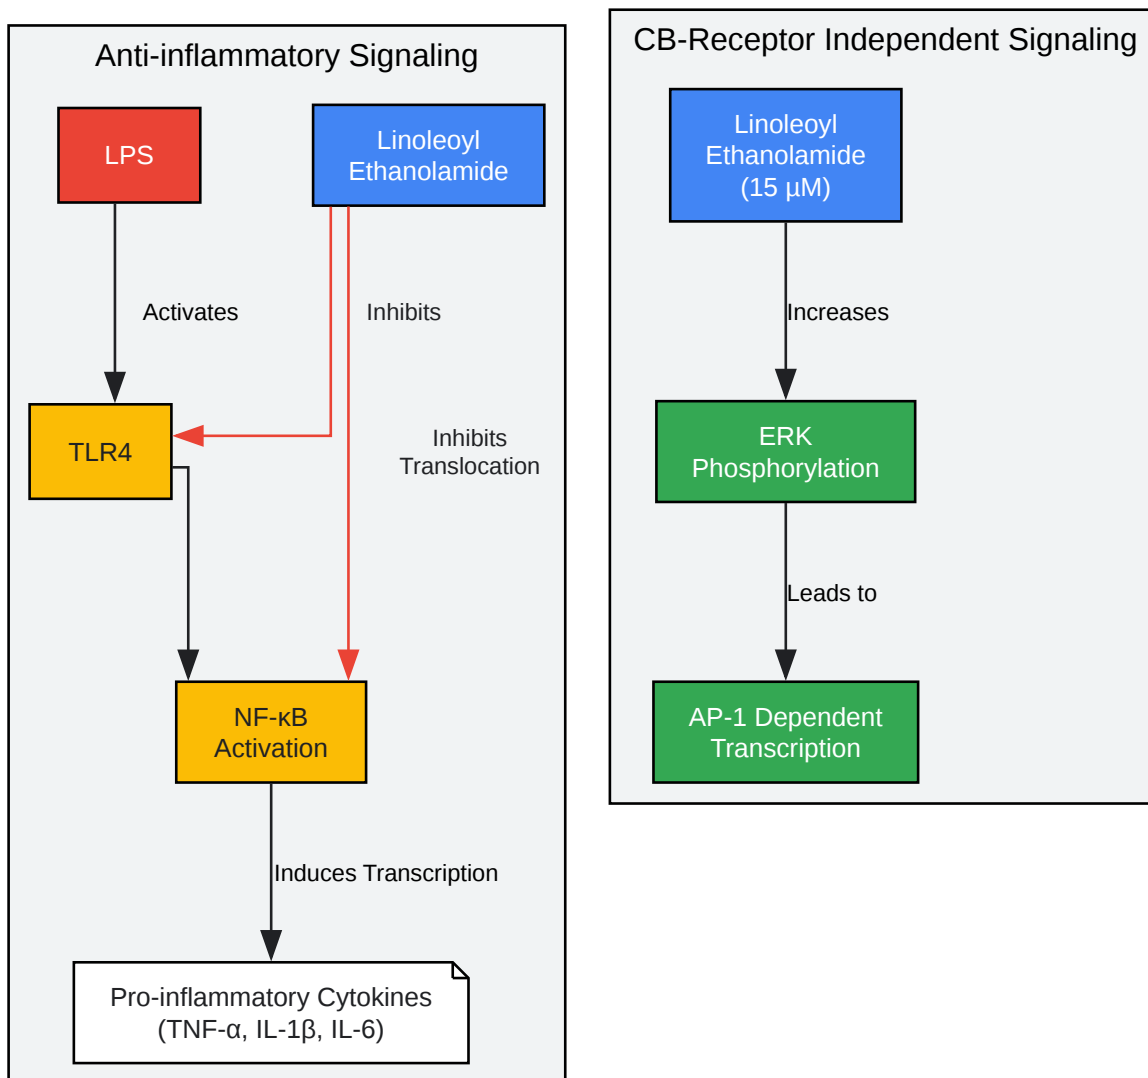 Anti-inflammatory Signaling
LPS
Linoleoyl
Ethanolamide
Activates
Inhibits
TLR4
Inhibits
Translocation
NF-κB
Activation
Induces Transcription
Pro-inflammatory Cytokines
(TNF-α, IL-1β, IL-6)
CB-Receptor Independent Signaling
Linoleoyl
Ethanolamide
(15 µM)
Increases
ERK
Phosphorylation
Leads to
AP-1 Dependent
Transcription